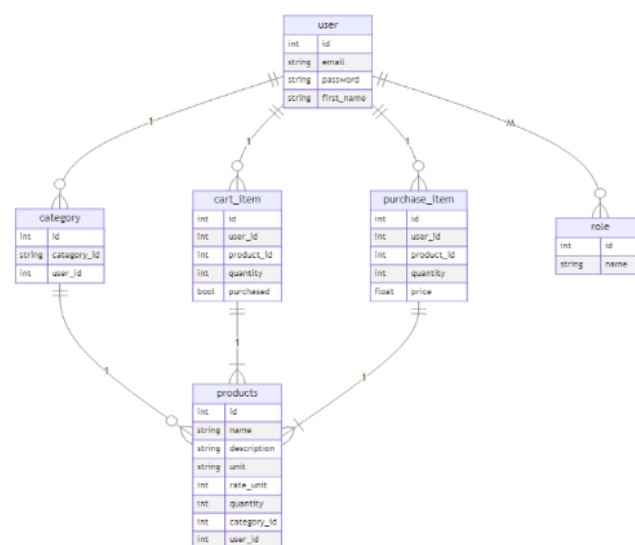 user
int id
string email
string password
string first_name
1
1
1
M
category
int id
string category_id
int user_id
cart_item
int id
int user_id
int product_id
int quantity
bool purchased
purchase_item
int id
int user_id
int product_id
int quantity
float price
role
int id
string name
1
1
1
products
int id
string name
string description
string unit
int rate_unit
int quantity
int category_id
int user_id